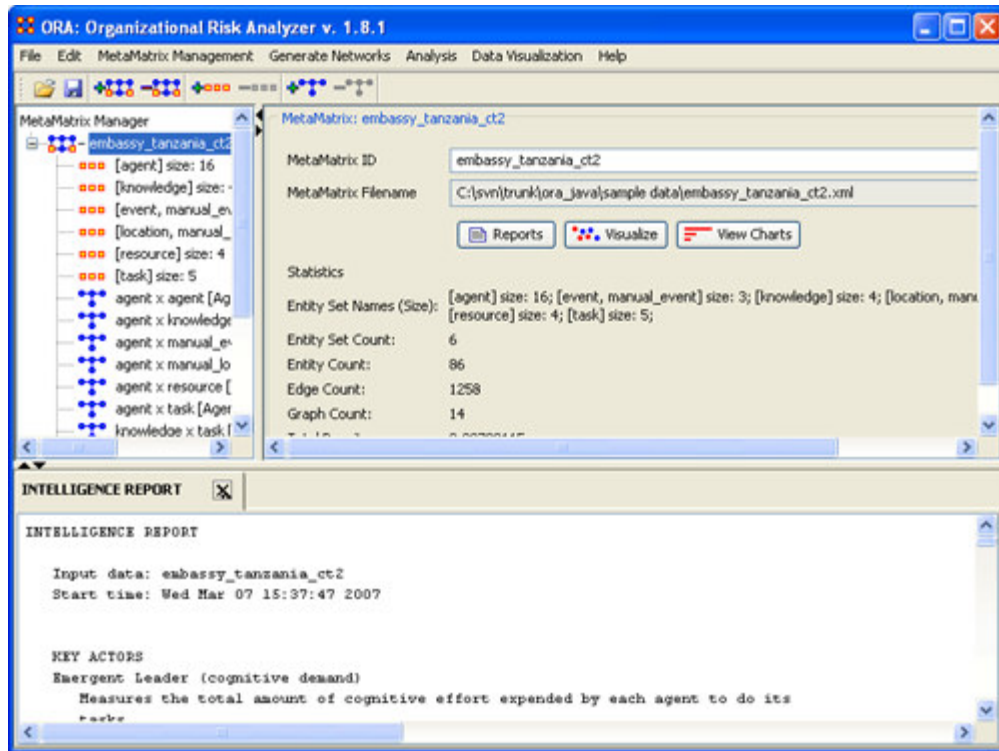 ORA: Organizational Risk Analyzer v. 1.8.1
File Edit MetaMatrix Management Generate Networks Analysis Data Visualization Help
MetaMatrix Manager
embassy_tanzania_ct2
[agent] size: 16
[knowledge] size:
[event, manual_ev
[location, manual_
[resource] size: 4
[task] size: 5
agent x agent [Ag
agent x knowledge
agent x manual_e
agent x manual_lo
agent x resource [
agent x task [Agen
knowledge x task [
MetaMatrix: embassy_tanzania_ct2
MetaMatrix ID embassy_tanzania_ct2
MetaMatrix Filename C:\svn\trunk\ora_java\sample data\embassy_tanzania_ct2.xml
Reports Visualize View Charts
Statistics
Entity Set Names (Size): [agent] size: 16; [event, manual_event] size: 3; [knowledge] size: 4; [location, manu
[resource] size: 4; [task] size: 5;
Entity Set Count: 6
Entity Count: 86
Edge Count: 1258
Graph Count: 14
INTELLIGENCE REPORT
INTELLIGENCE REPORT
Input data: embassy_tanzania_ct2
Start time: Wed Mar 07 15:37:47 2007
KEY ACTORS
Emergent Leader (cognitive demand)
Measures the total amount of cognitive effort expended by each agent to do its
tasks